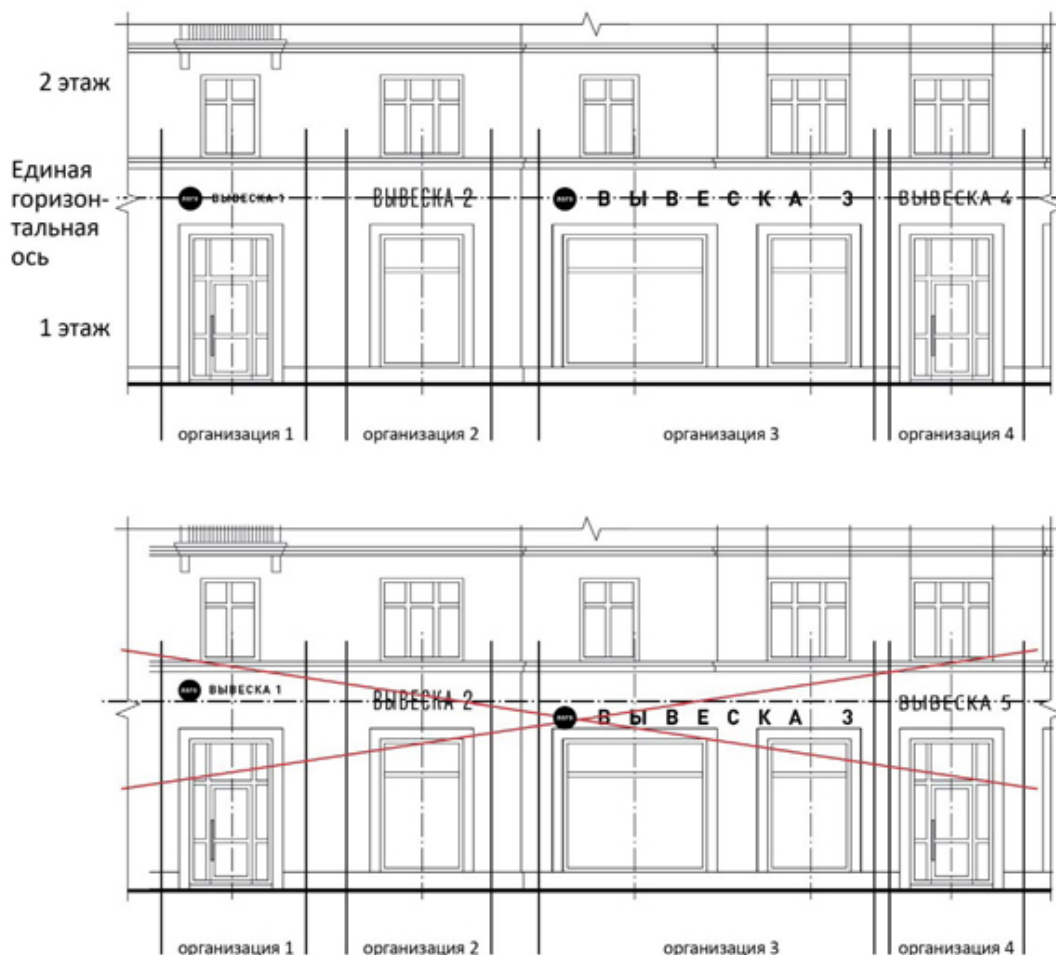 2 этаж
Единая
горизон-
тальная
ось
лого ВЫВЕСКА 1 ВЫВЕСКА 2 лого ВЫВЕСКА 3 ВЫВЕСКА 4
1 этаж
организация 1 организация 2 организация 3 организация 4
лого ВЫВЕСКА 1 ВЫВЕСКА 2 лого ВЫВЕСКА 3 ВЫВЕСКА 5
организация 1 организация 2 организация 3 организация 4